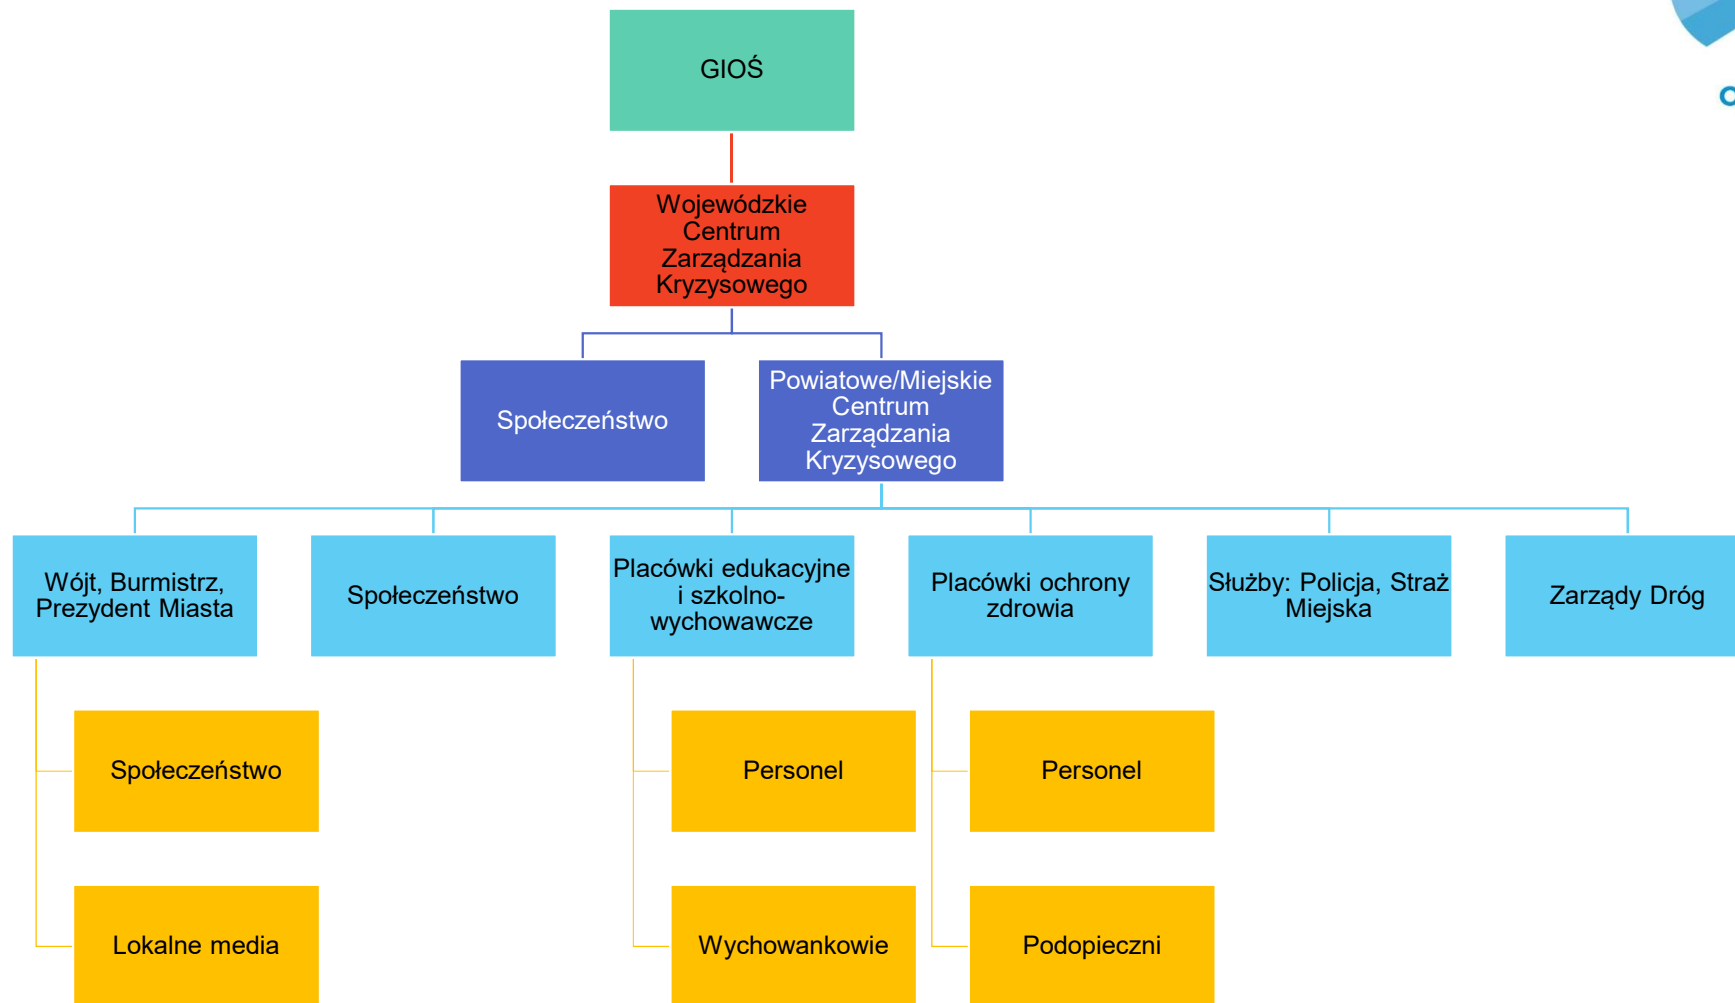 GIOŚ
Wojewódzkie
Centrum
Zarządzania
Kryzysowego
Społeczeństwo
Powiatowe/Miejskie
Centrum
Zarządzania
Kryzysowego
Wójt, Burmistrz,
Prezydent Miasta
Społeczeństwo
Placówki edukacyjne
i szkolno-
wychowawcze
Placówki ochrony
zdrowia
Służby: Policja, Straż
Miejska
Zarządy Dróg
Społeczeństwo
Personel
Personel
Lokalne media
Wychowankowie
Podopieczni